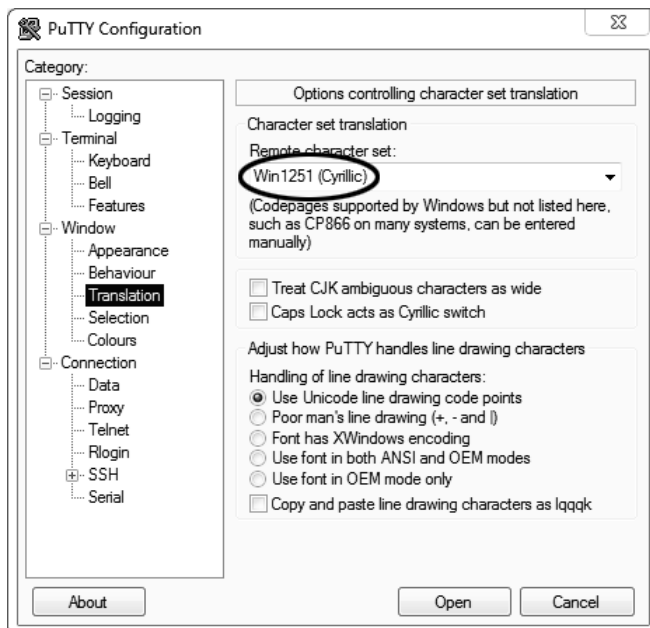 PuTTY Configuration
Category:
Session
Logging
Terminal
Keyboard
Bell
Features
Window
Appearance
Behaviour
Translation
Selection
Colours
Connection
Data
Proxy
Telnet
Rlogin
SSH
Serial
Options controlling character set translation
Character set translation
Remote character set:
Win1251 (Cyrillic)
(Codepages supported by Windows but not listed here,
such as CP866 on many systems, can be entered
manually)
Treat CJK ambiguous characters as wide
Caps Lock acts as Cyrillic switch
Adjust how PuTTY handles line drawing characters
Handling of line drawing characters:
Use Unicode line drawing code points
Poor man's line drawing (+, - and |)
Font has XWindows encoding
Use font in both ANSI and OEM modes
Use font in OEM mode only
Copy and paste line drawing characters as lqqqk
About
Open
Cancel